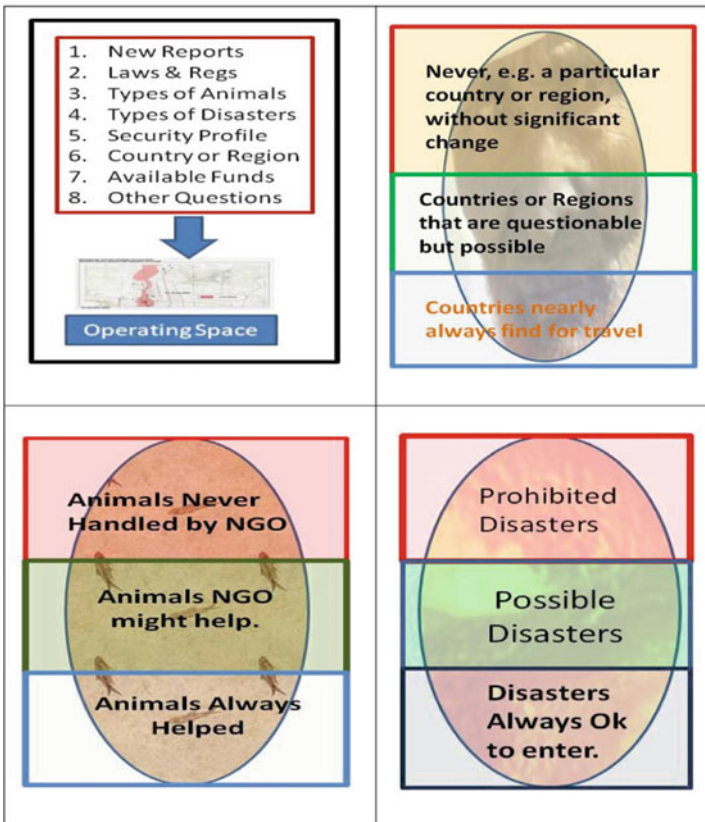 1. New Reports
2. Laws & Regs
3. Types of Animals
4. Types of Disasters
5. Security Profile
6. Country or Region
7. Available Funds
8. Other Questions
Operating Space
Never, e.g. a particular
country or region,
without significant
change
Countries or Regions
that are questionable
but possible
Countries nearly
always find for travel
Animals Never
Handled by NGO
Animals NGO
might help.
Animals Always
Helped
Prohibited
Disasters
Possible
Disasters
Disasters
Always Ok
to enter.